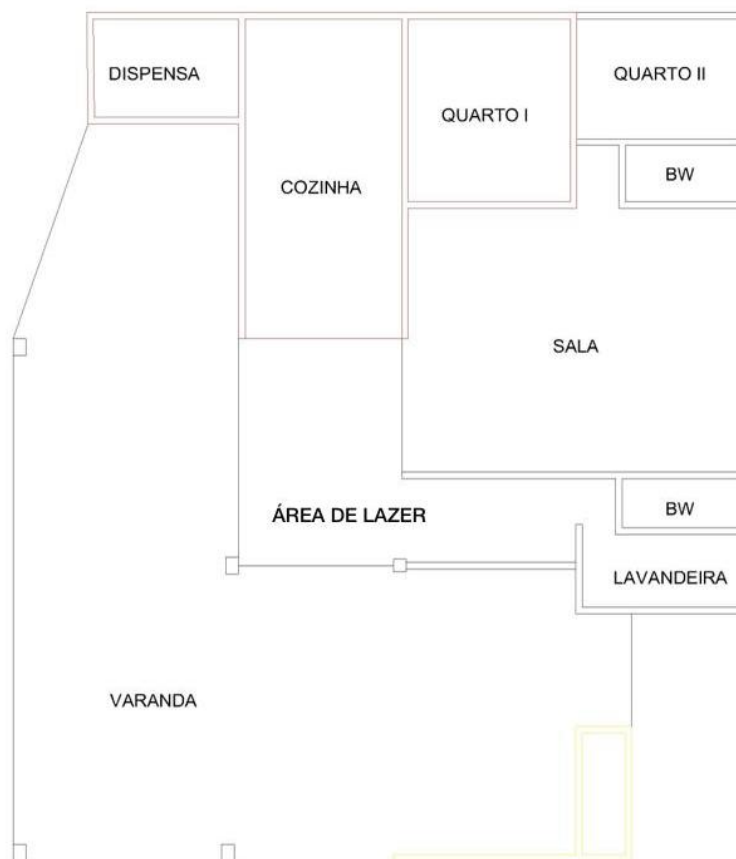 DISPENSA
QUARTO II
QUARTO I
BW
COZINHA
SALA
ÁREA DE LAZER
BW
LAVANDEIRA
VARANDA